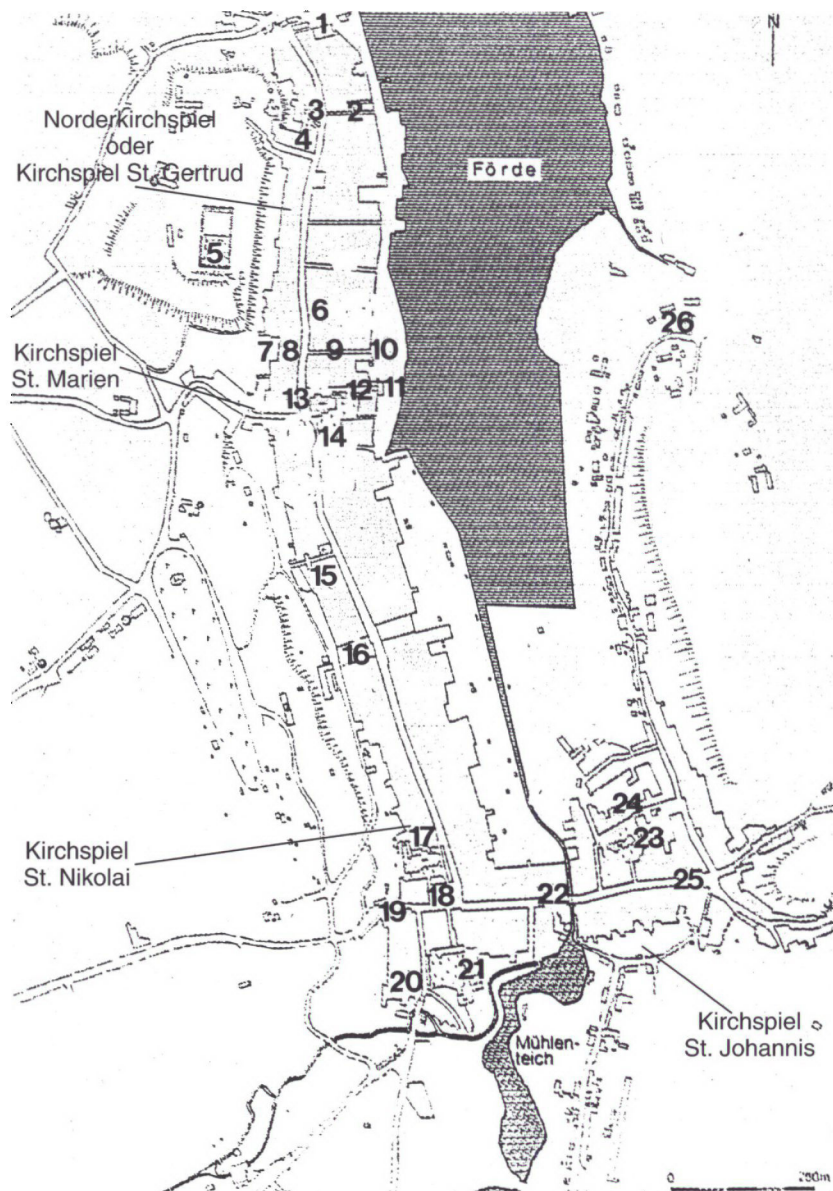 1
N
3
2
4
Norderkirchspiel
oder
Kirchspiel St. Gertrud
Förde
5
6
26
7
8
9
10
Kirchspiel
St. Marien
13
12
11
14
15
16
24
17
23
Kirchspiel
St. Nikolai
18
22
25
19
21
20
Kirchspiel
St. Johannis
Mühlen-
teich
0